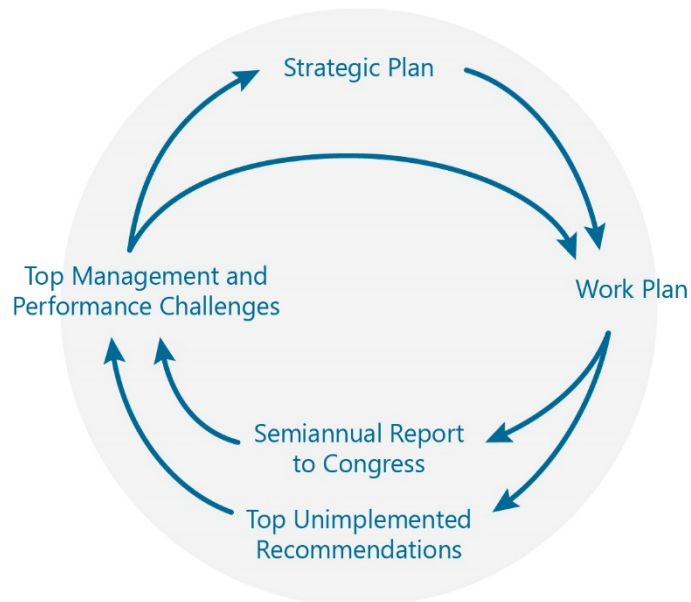 Strategic Plan
Top Management and
Performance Challenges
Work Plan
Semiannual Report
to Congress
Top Unimplemented
Recommendations